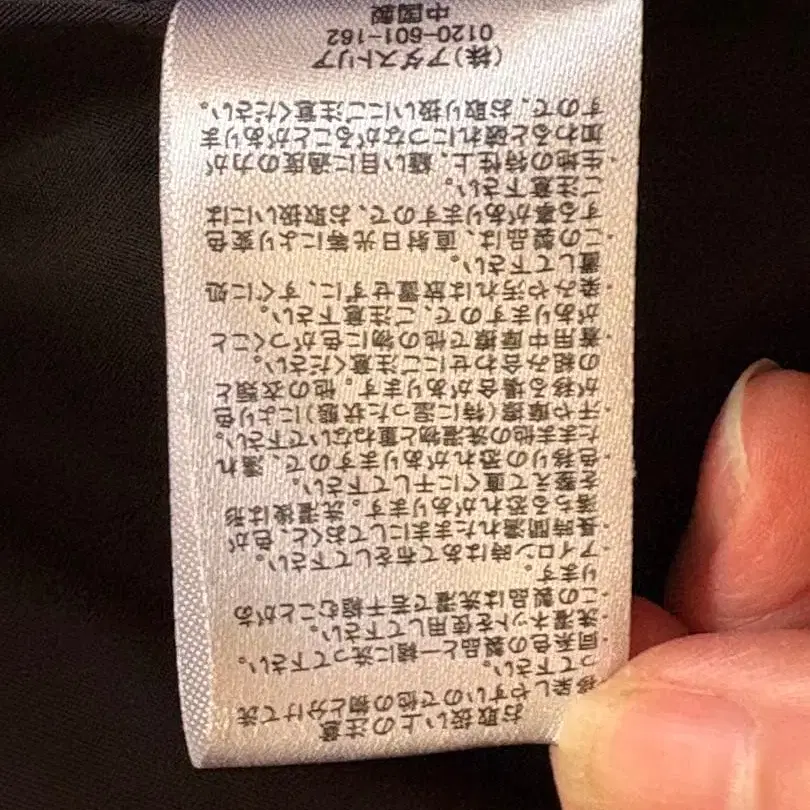 お取扱い上の注意
移染しやすいので他の物と分けて洗
って下さい。
・同系色の製品と一緒に洗って下さい。
・洗濯ネットを使用して下さい。
・この製品は洗濯で若干縮むことがあ
ります。
・アイロン時はあて布をして下さい。
・長時間濡れたままにしておくと、色が
落ちる恐れがあります。洗濯後は形
を整えて直ぐに干して下さい。
・色移りの恐れがありますので、濡れ
たまま他の洗濯物と重ねないで下さい。
・汗や摩擦(特に湿った状態)により色
が移る場合があります。他の衣類と
の組み合わせにご注意ください。
・着用中摩擦で他の物に色がつくこと
がありますので、ご注意下さい。
・染みや汚れは放置せずに、すぐに処
置して下さい。
・この製品は、直射日光等により変色
する事がありますので、お取扱いには
ご注意下さい。
・生地の特性上、縫い目に過度の力が
加わると破れにつながることがありま
すので、お取り扱いにご注意ください。
(株)アダストリア
0120-601-162
中国製